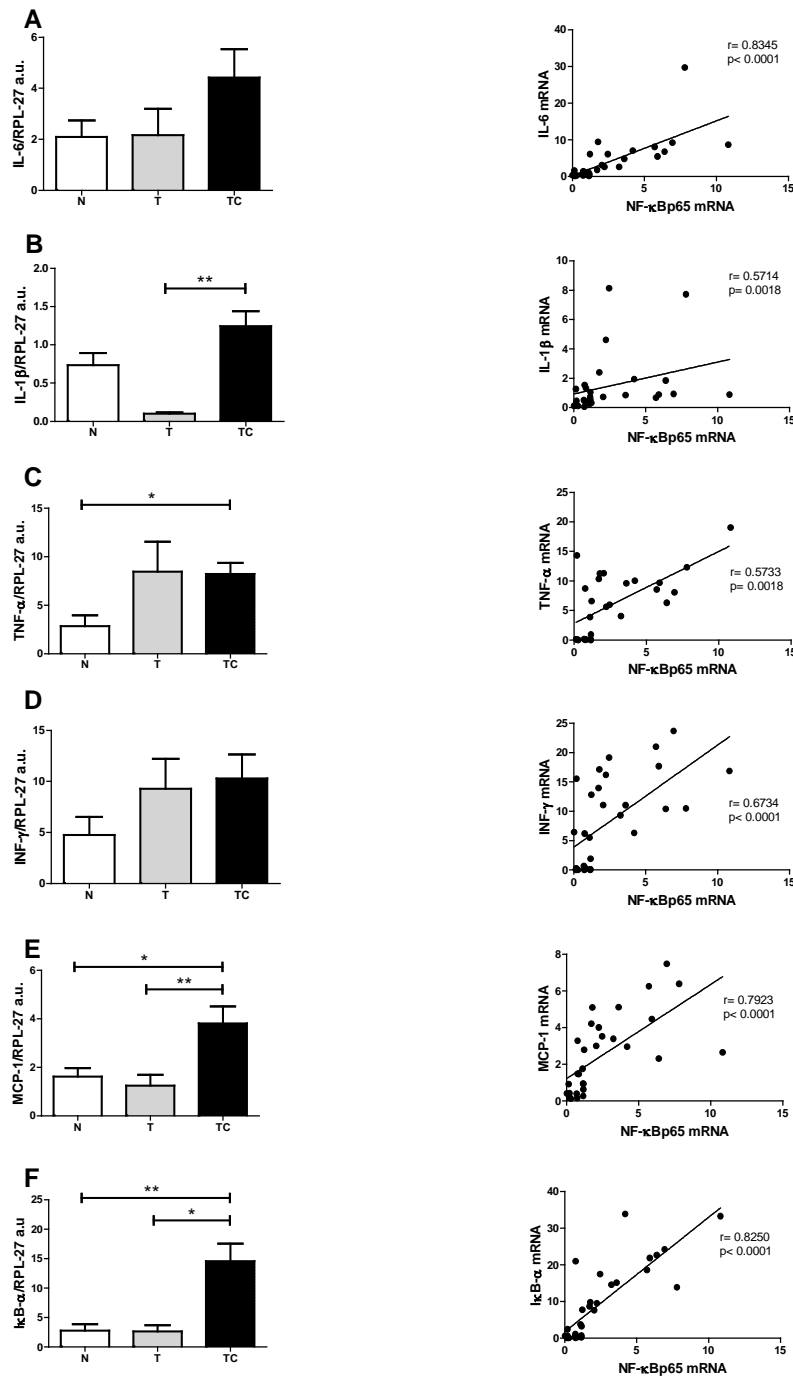 A
IL-6/RPL-27 a.u.
6
4
2
0
N T TC
IL-6 mRNA
40
30
20
10
0
r= 0.8345
p< 0.0001
0 5 10 15
NF-κBp65 mRNA
B
IL-1β/RPL-27 a.u.
2.0
1.5
1.0
0.5
0.0
**
N T TC
IL-1β mRNA
10
8
6
4
2
0
r= 0.5714
p= 0.0018
0 5 10 15
NF-κBp65 mRNA
C
TNF-α/RPL-27 a.u.
15
10
5
0
*
N T TC
TNF-α mRNA
25
20
15
10
5
0
r= 0.5733
p= 0.0018
0 5 10 15
NF-κBp65 mRNA
D
INF-γ/RPL-27 a.u.
15
10
5
0
N T TC
INF-γ mRNA
25
20
15
10
5
0
r= 0.6734
p< 0.0001
0 5 10 15
NF-κBp65 mRNA
E
MCP-1/RPL-27 a.u.
6
4
2
0
*
**
N T TC
MCP-1 mRNA
8
6
4
2
0
r= 0.7923
p< 0.0001
0 5 10 15
NF-κBp65 mRNA
F
IκB-α/RPL-27 a.u
25
20
15
10
5
0
**
*
N T TC
IκB-α mRNA
40
30
20
10
0
r= 0.8250
p< 0.0001
0 5 10 15
NF-κBp65 mRNA